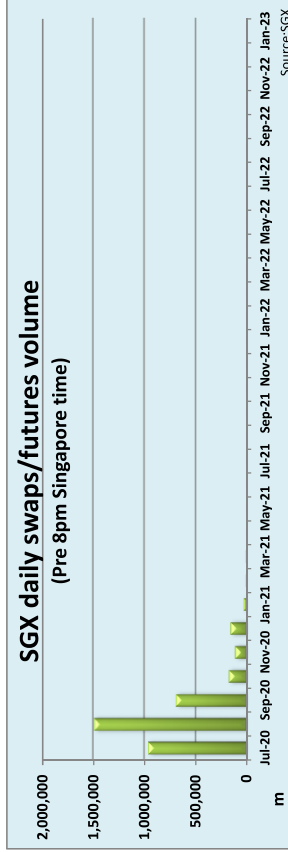 SGX daily swaps/futures volume
(Pre 8pm Singapore time)
2,000,000
1,500,000
1,000,000
500,000
0
m
Jul-20 Sep-20 Nov-20 Jan-21 Mar-21 May-21 Jul-21 Sep-21 Nov-21 Jan-22 Mar-22 May-22 Jul-22 Sep-22 Nov-22 Jan-23
Source:SGX